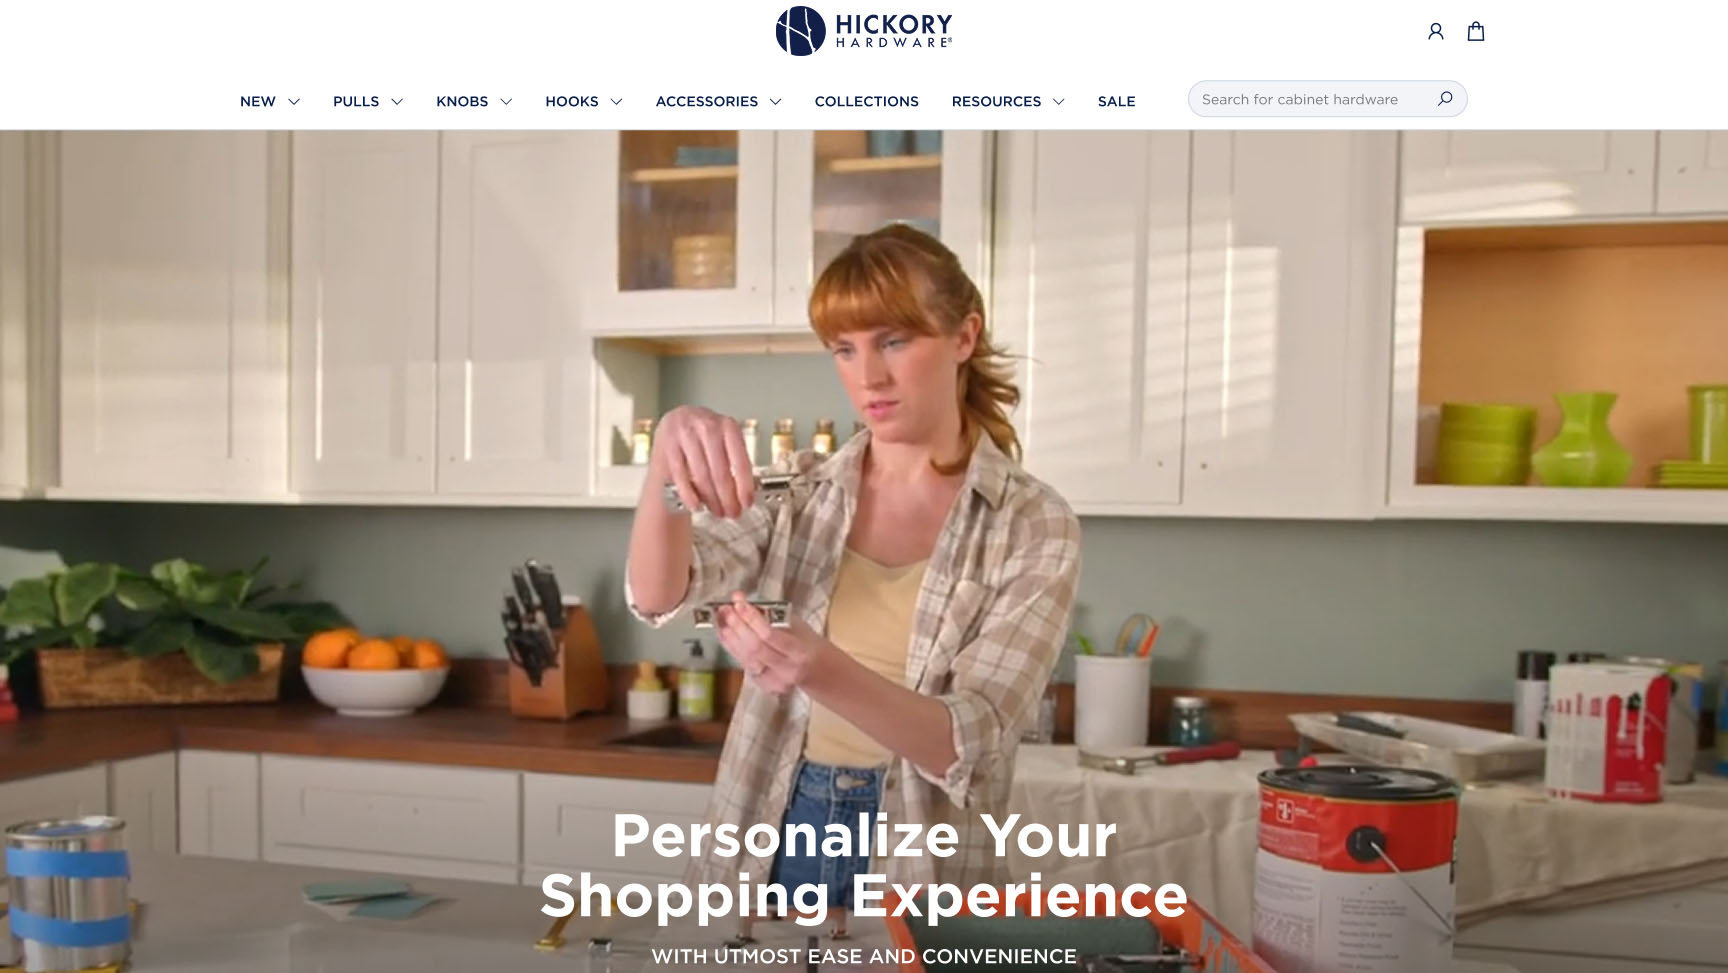 HICKORY
HARDWARE®
NEW
PULLS
KNOBS
HOOKS
ACCESSORIES
COLLECTIONS
RESOURCES
SALE
Search for cabinet hardware
Personalize Your
Shopping Experience
WITH UTMOST EASE AND CONVENIENCE